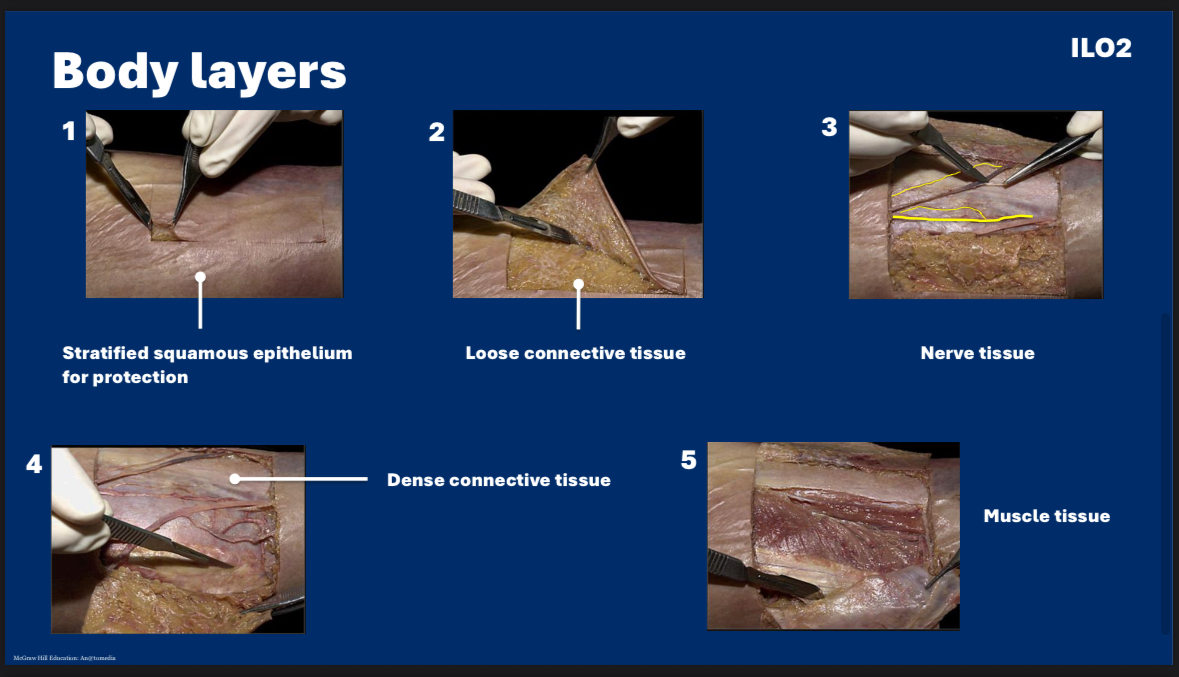 ILO2
Body layers
1
2
3
Stratified squamous epithelium
for protection
Loose connective tissue
Nerve tissue
4
Dense connective tissue
5
Muscle tissue
McGraw Hill Education: An@tomedia